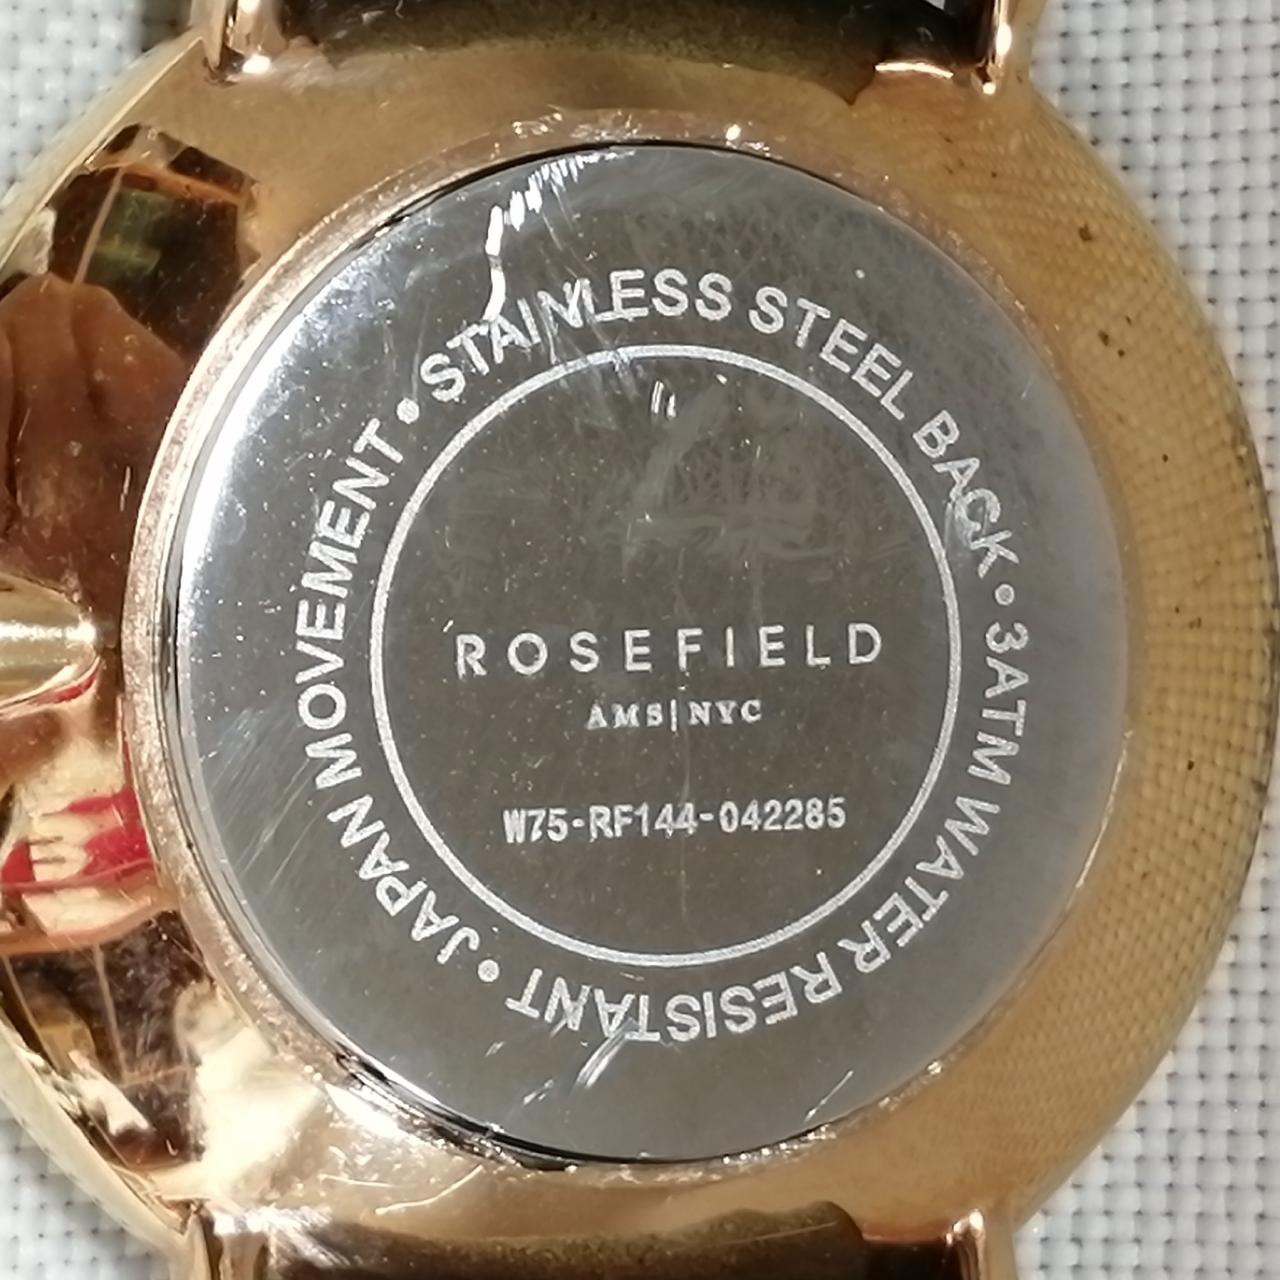 STAINLESS STEEL BACK • 3ATM WATER RESISTANT • JAPAN MOVEMENT •
ROSEFIELD
AMS|NYC
W75-RF144-042285